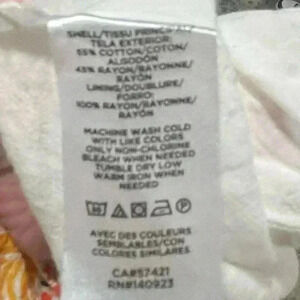 SHELL/TISSU PRINCIPAL/
TELA EXTERIOR:
55% COTTON/COTON/
ALGODÓN
45% RAYON/RAYONNE/
RAYÓN
LINING/DOUBLURE/
FORRO:
100% RAYON/RAYONNE/
RAYÓN
MACHINE WASH COLD
WITH LIKE COLORS
ONLY NON-CHLORINE
BLEACH WHEN NEEDED
TUMBLE DRY LOW
WARM IRON WHEN
NEEDED
AVEC DES COULEURS
SEMBLABLES/CON
COLORES SIMILARES
CA#57421
RN#140923